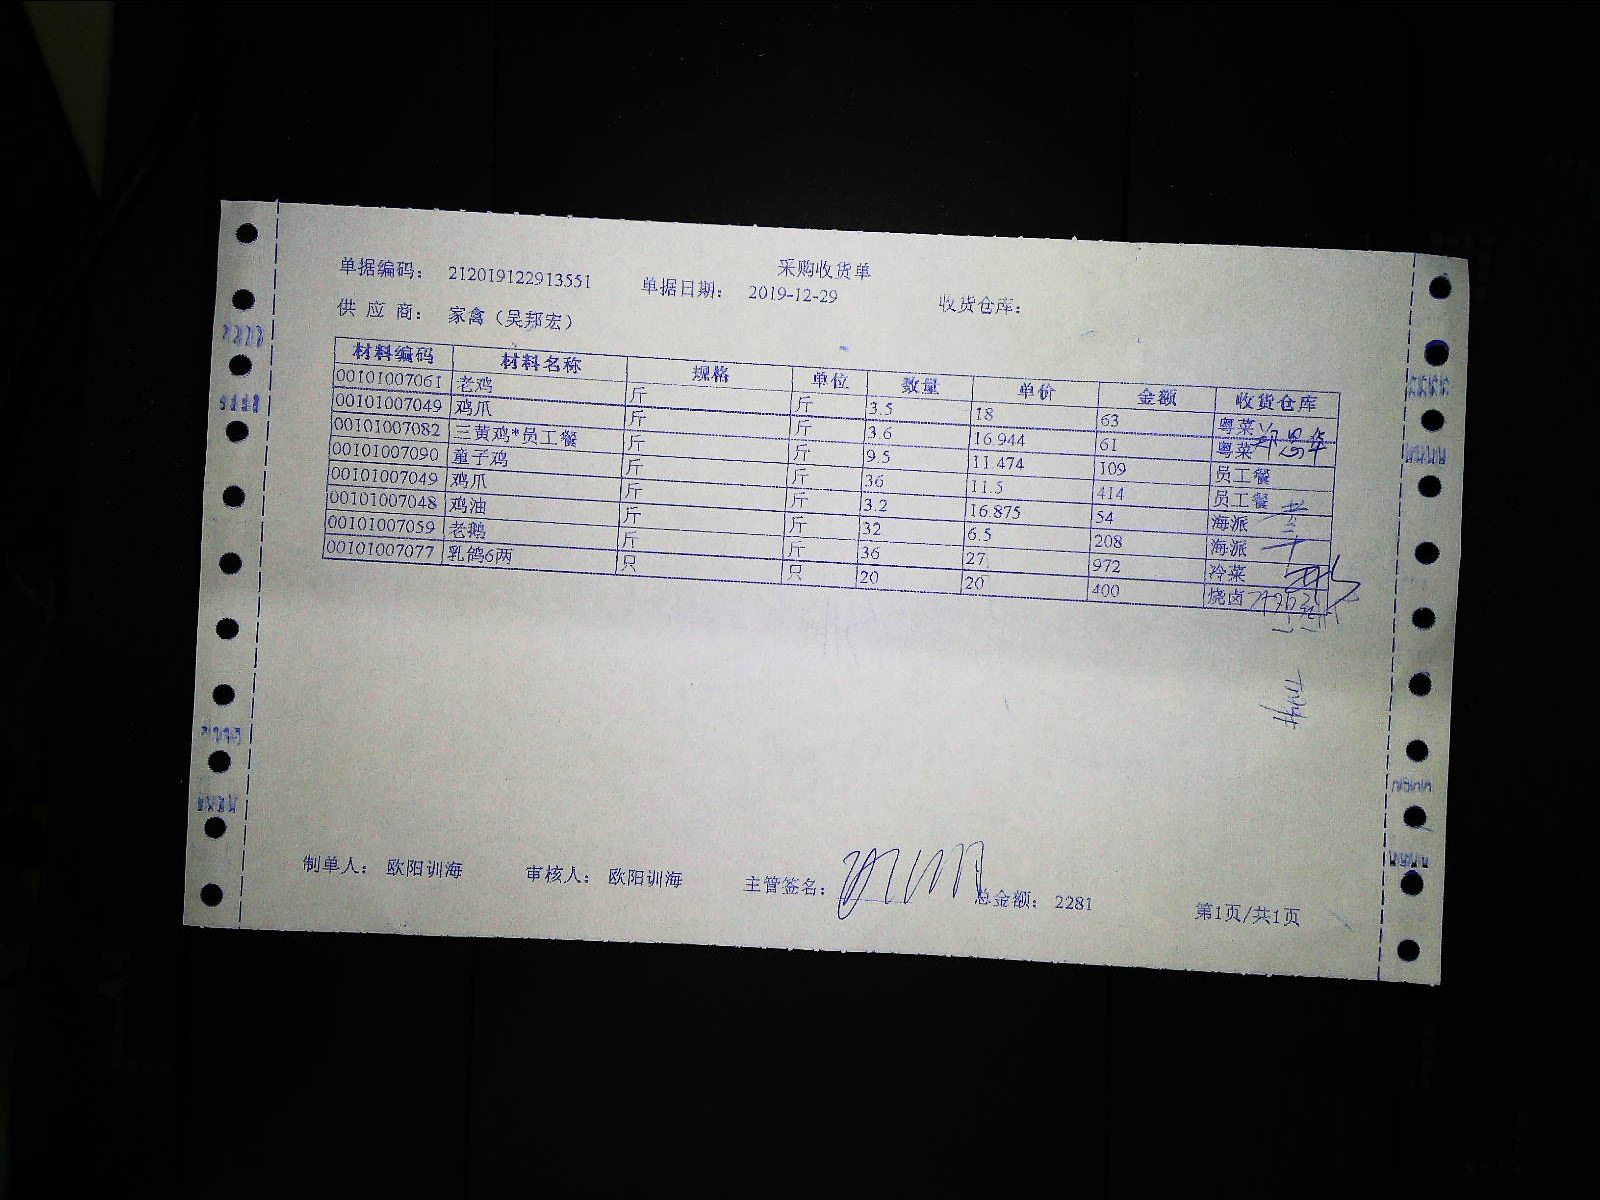 采购收货单
单据编码： 212019122913551 单据日期： 2019-12-29 收货仓库：
供 应 商： 家禽（吴邦宏）
材料编码 材料名称 规格 单位 数量 单价 金额 收货仓库
00101007061 老鸡 斤 斤 3.5 18 63 粤菜
00101007049 鸡爪 斤 斤 3.6 16.944 61 粤菜
00101007082 三黄鸡*员工餐 斤 斤 9.5 11.474 109 员工餐
00101007090 童子鸡 斤 斤 36 11.5 414 员工餐
00101007049 鸡爪 斤 斤 3.2 16.875 54 海派
00101007048 鸡油 斤 斤 32 6.5 208 海派
00101007059 老鹅 斤 斤 36 27 972 冷菜
00101007077 乳鸽6两 只 只 20 20 400 烧卤
制单人： 欧阳训海 审核人： 欧阳训海 主管签名： 总金额： 2281 第1页/共1页